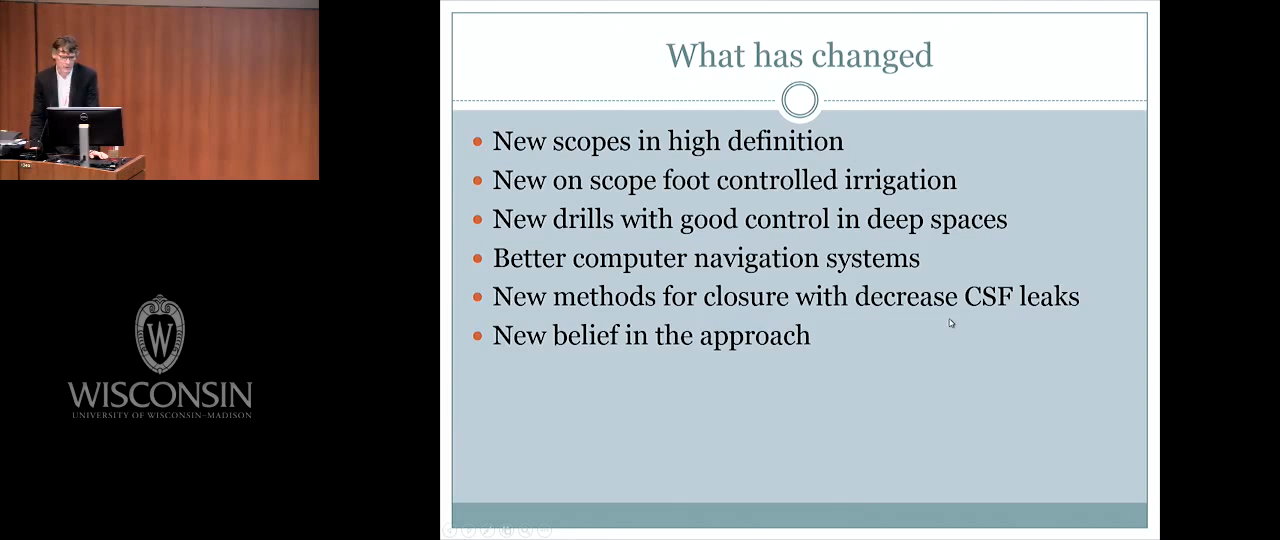 What has changed
New scopes in high definition
New on scope foot controlled irrigation
New drills with good control in deep spaces
Better computer navigation systems
New methods for closure with decrease CSF leaks
New belief in the approach
W
WISCONSIN
UNIVERSITY OF WISCONSIN–MADISON